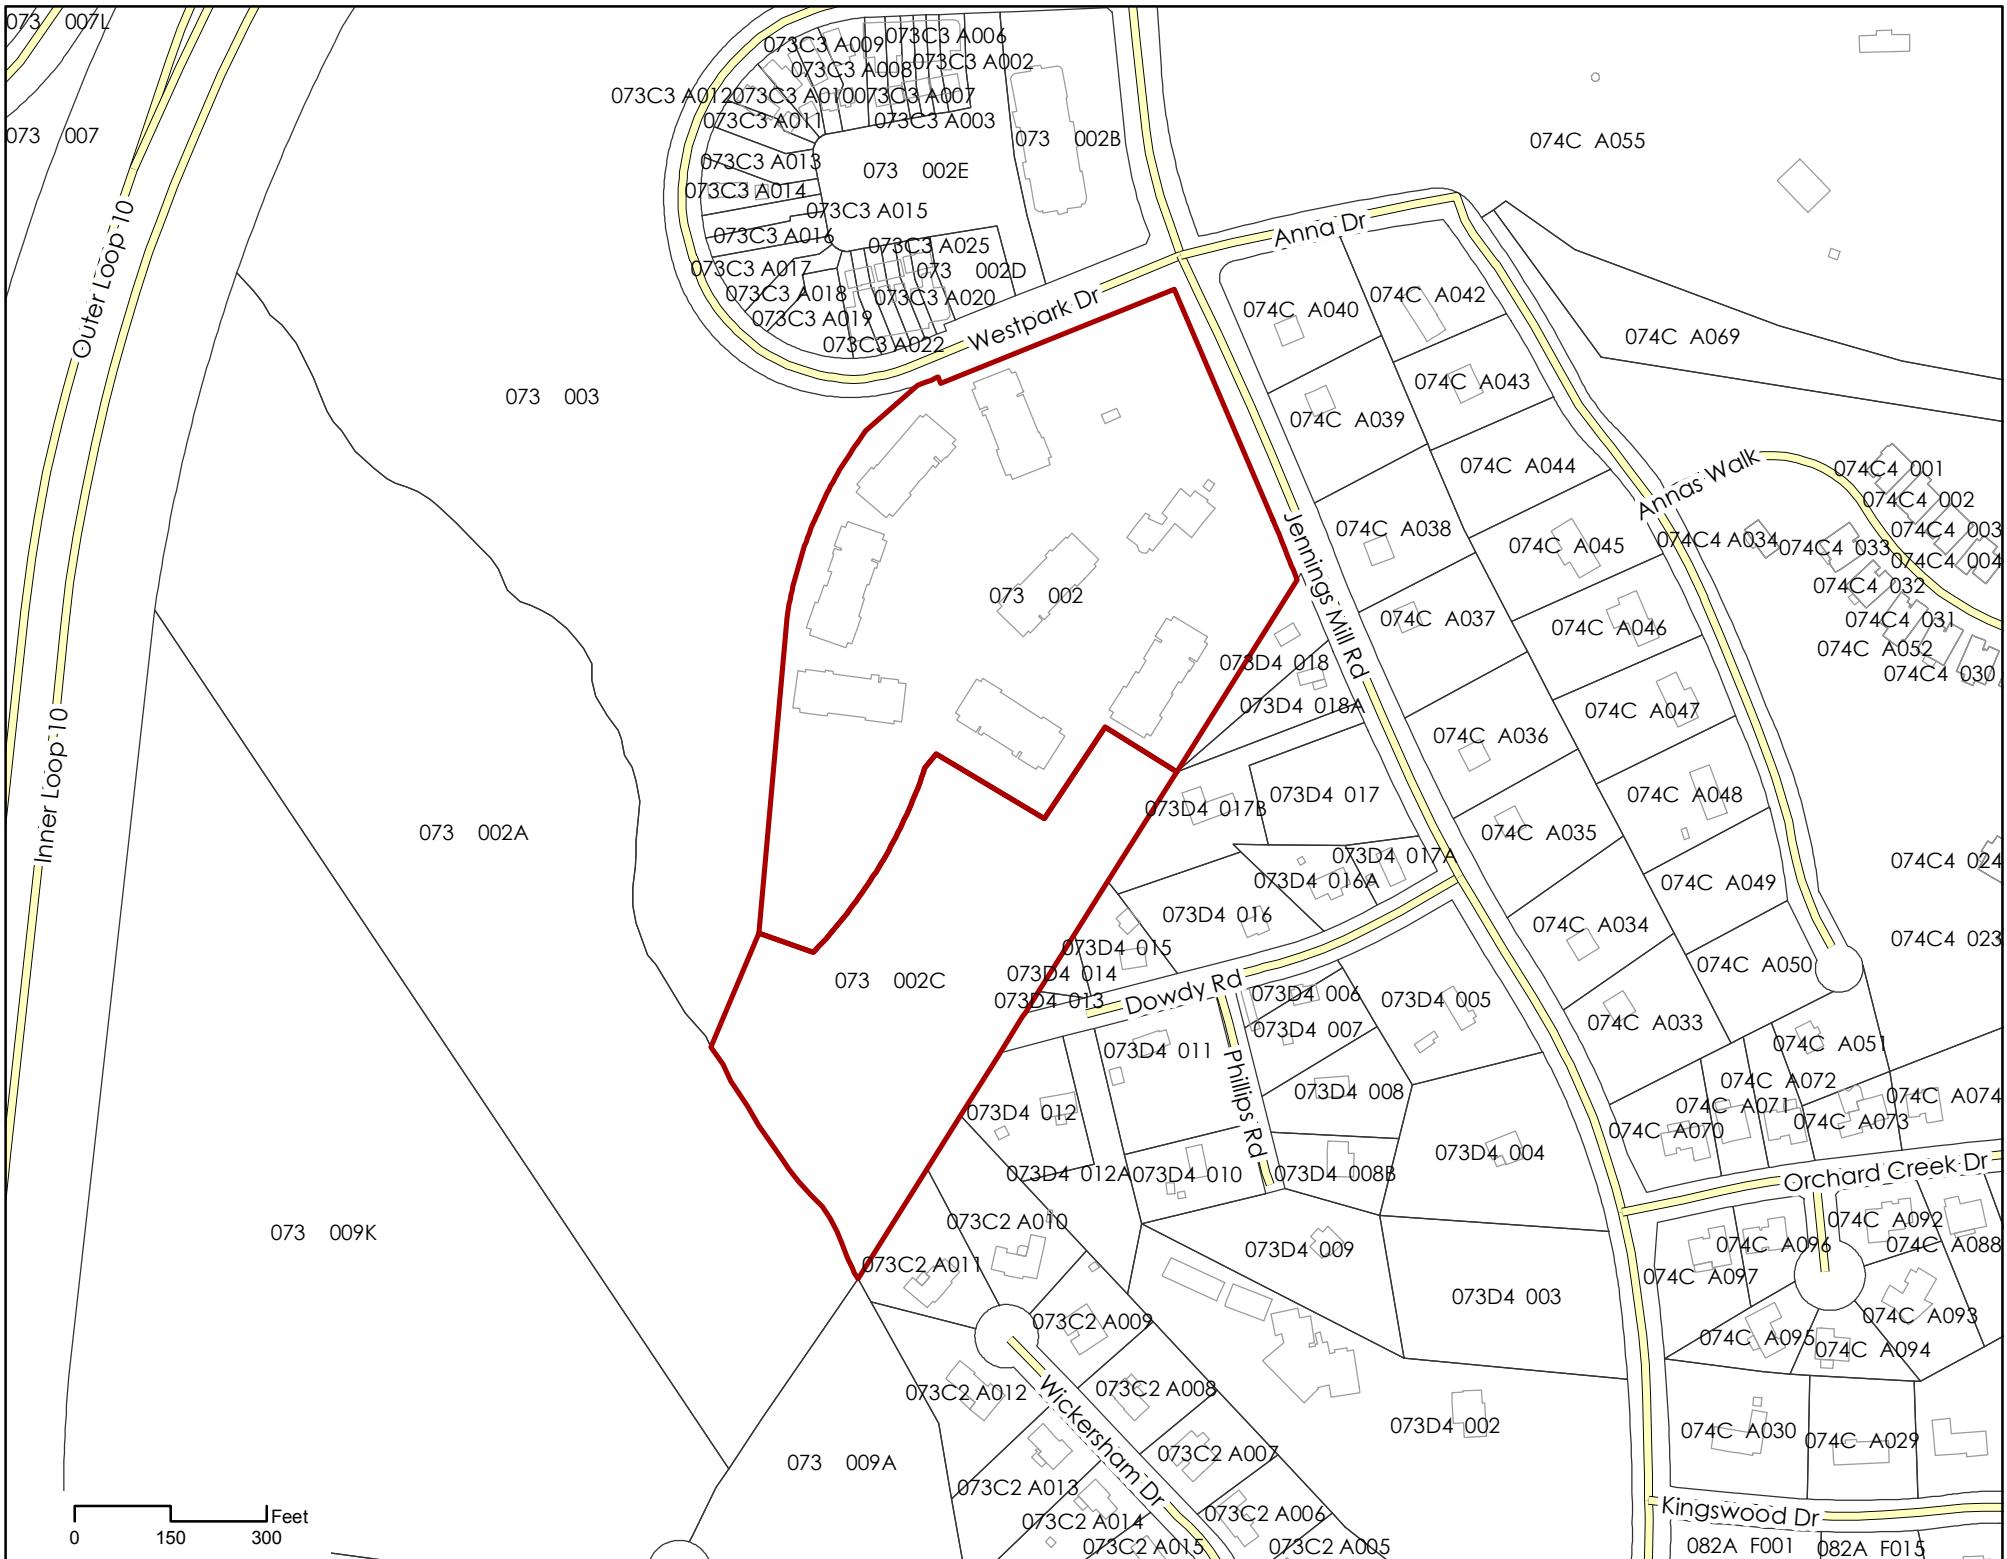 073 007L
073 007
Outer Loop 10
Inner Loop 10
073C3 A009
073C3 A006
073C3 A008
073C3 A002
073C3 A012
073C3 A010
073C3 A007
073C3 A011
073C3 A003
073 002B
073C3 A013
073 002E
073C3 A014
073C3 A015
073C3 A016
073C3 A025
073C3 A017
073 002D
073C3 A018
073C3 A020
073C3 A019
073C3 A022
Westpark Dr
Anna Dr
074C A055
074C A040
074C A042
074C A069
073 003
074C A043
074C A039
074C A044
Annas Walk
074C4 001
074C4 002
074C4 003
074C A038
074C A045
074C4 A034
074C4 033
074C4 004
Jennings Mill Rd
073 002
074C4 032
074C A037
074C A046
074C4 031
074C A052
074C4 030
073D4 018
073D4 018A
074C A047
074C A036
073D4 017B
073D4 017
074C A048
073 002A
074C A035
073D4 017A
073D4 016A
074C4 024
074C A049
073D4 016
074C A034
074C4 023
073D4 015
073D4 014
074C A050
073 002C
073D4 013
Dowdy Rd
073D4 006
073D4 005
073D4 007
074C A033
073D4 011
Phillips Rd
074C A051
074C A072
073D4 008
074C A071
074C A074
073D4 012
074C A070
074C A073
073D4 004
073D4 012A
073D4 010
073D4 008B
Orchard Creek Dr
073 009K
073C2 A010
073D4 009
074C A092
074C A096
074C A088
073C2 A011
074C A097
073D4 003
073C2 A009
074C A093
074C A095
074C A094
073C2 A012
073C2 A008
Wickersham Dr
073D4 002
074C A030
074C A029
073 009A
073C2 A007
073C2 A013
073C2 A006
Kingswood Dr
073C2 A014
073C2 A015
073C2 A005
082A F001
082A F015
Feet
0 150 300